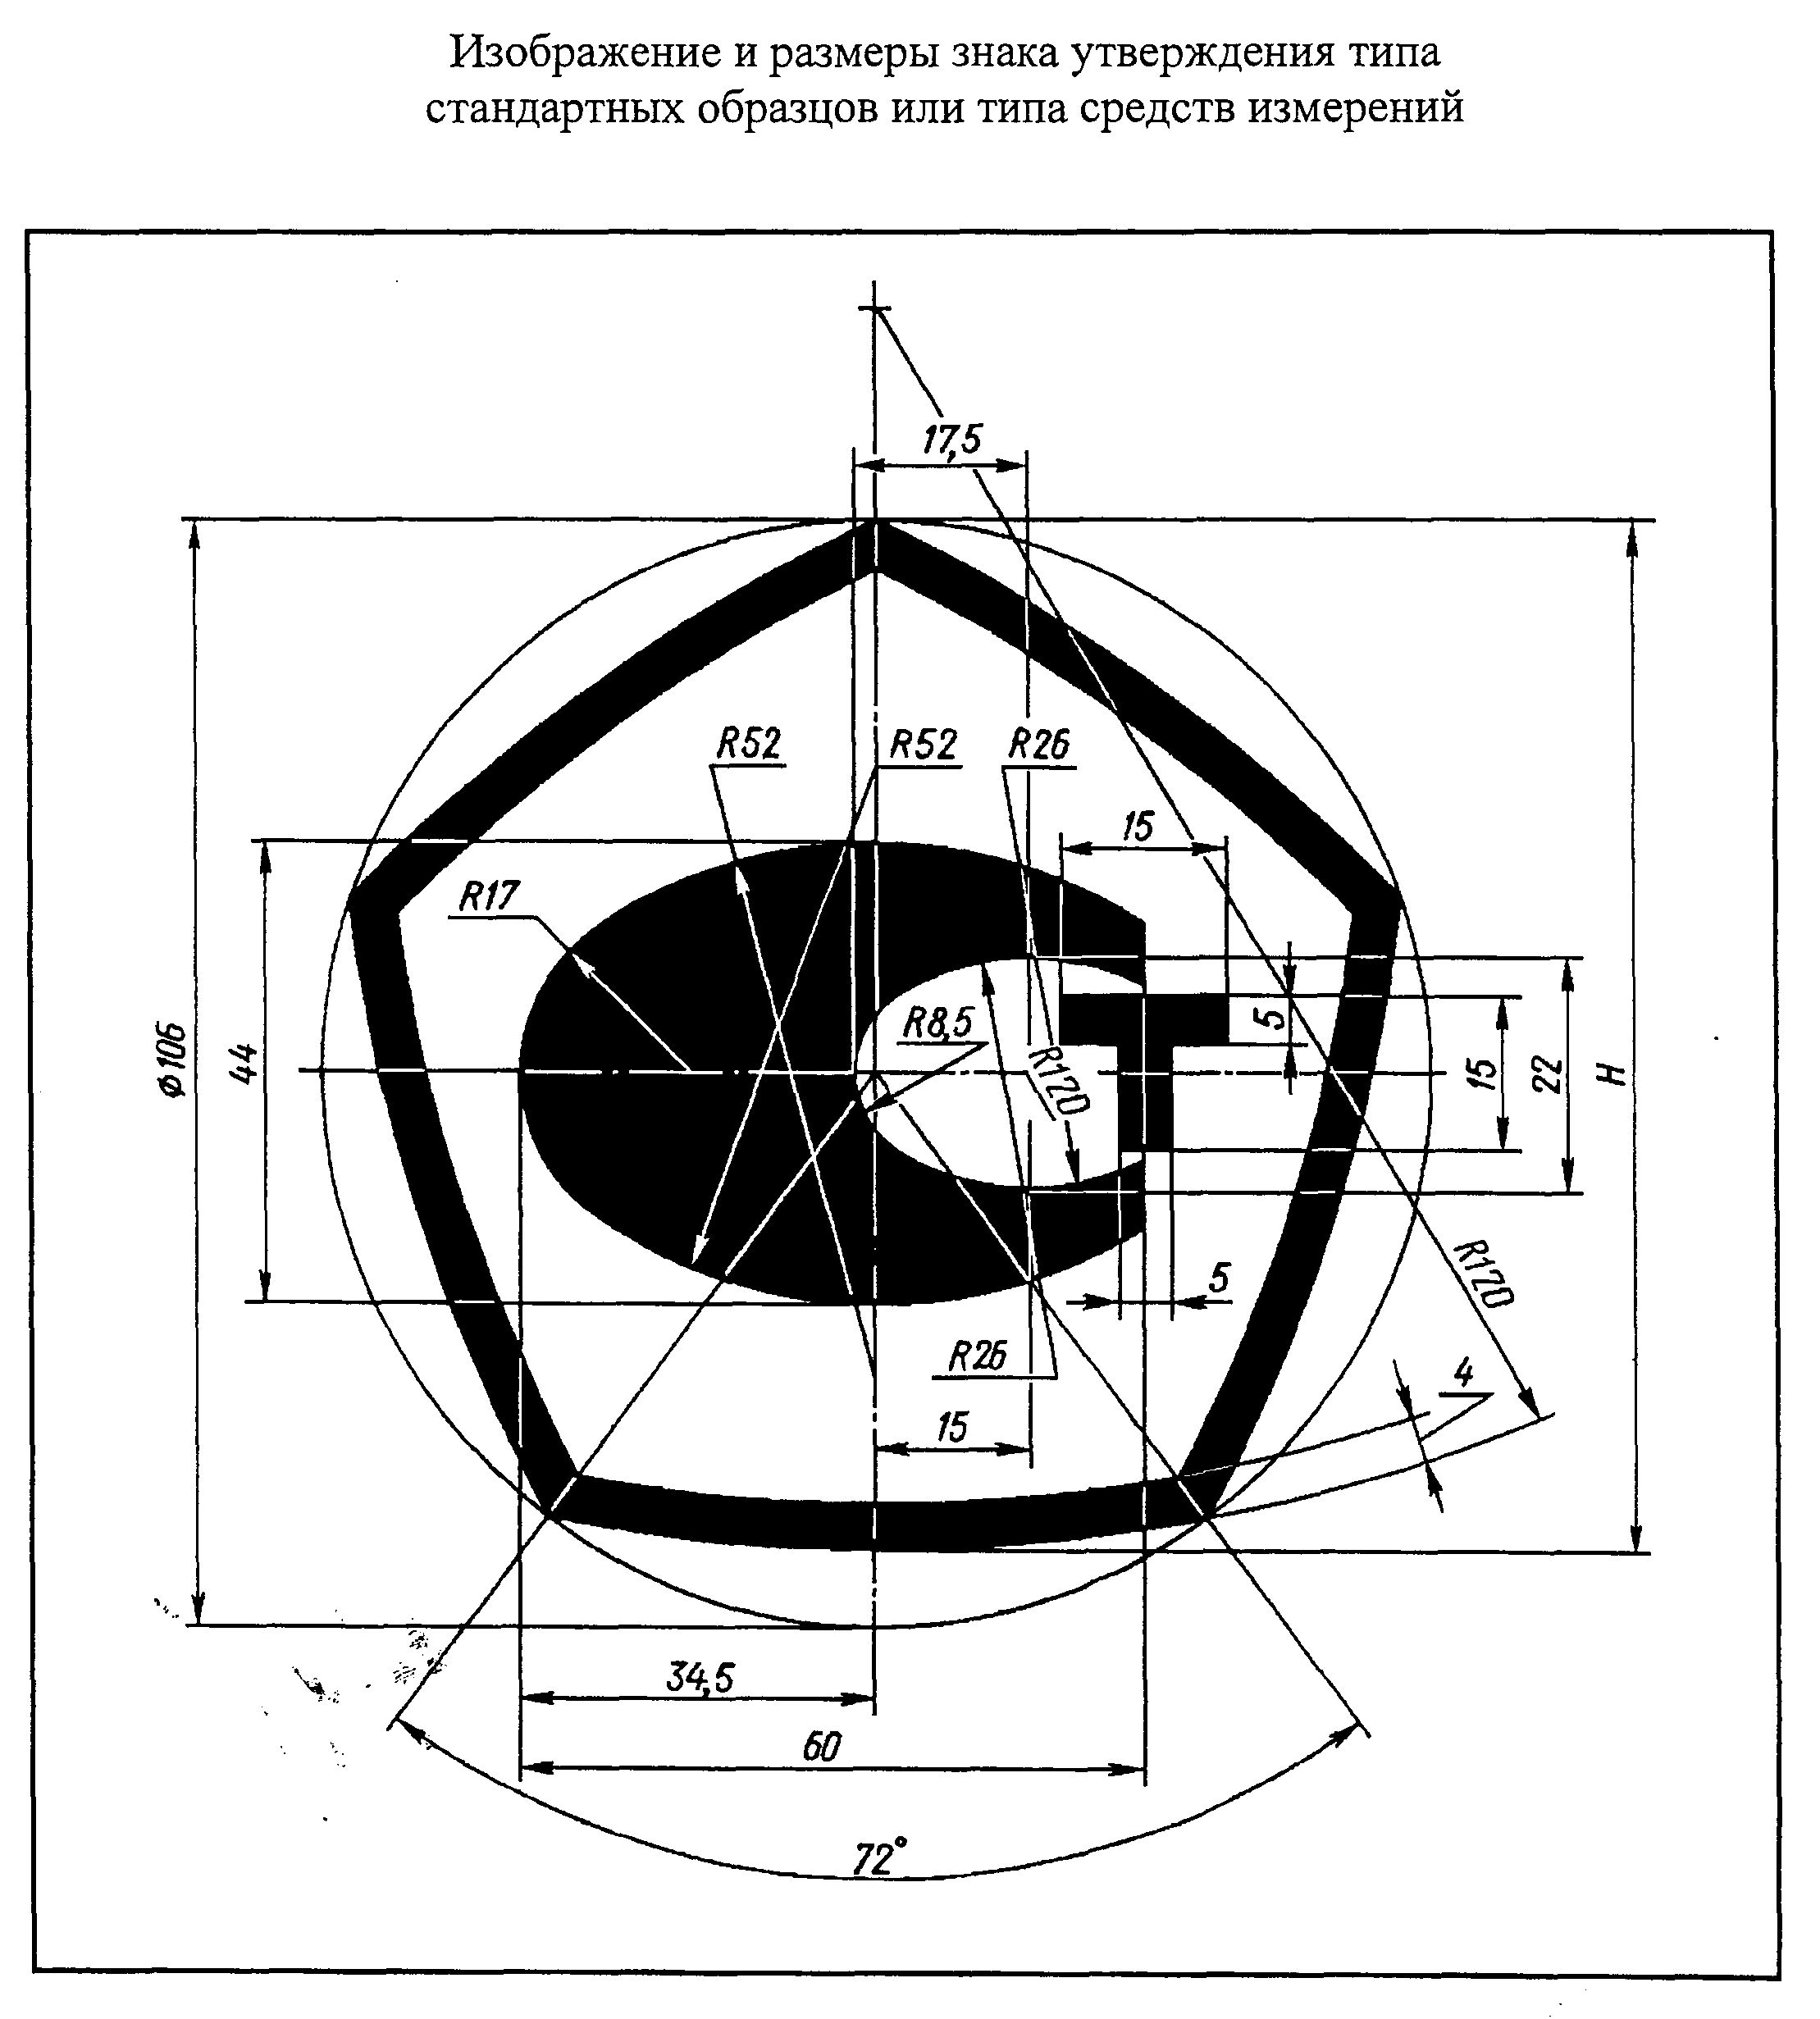 Изображение и размеры знака утверждения типа
стандартных образцов или типа средств измерений
17,5
R52
R52
R26
15
R17
R8,5
5
R120
ϕ106
44
15
22
H
5
R120
R26
4
15
34,5
60
72°